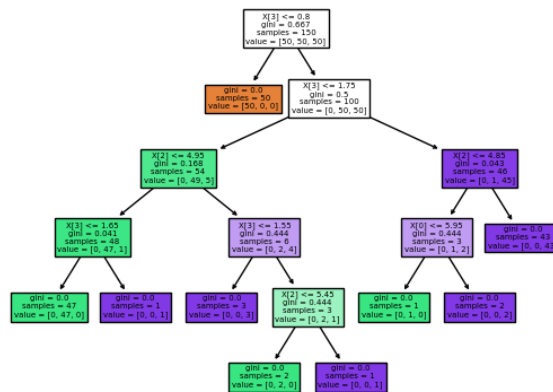 X[3] <= 0.8
gini = 0.667
samples = 150
value = [50, 50, 50]
gini = 0.0
samples = 50
value = [50, 0, 0]
X[3] <= 1.75
gini = 0.5
samples = 100
value = [0, 50, 50]
X[2] <= 4.95
gini = 0.168
samples = 54
value = [0, 49, 5]
X[2] <= 4.85
gini = 0.043
samples = 46
value = [0, 1, 45]
X[3] <= 1.65
gini = 0.041
samples = 48
value = [0, 47, 1]
X[3] <= 1.55
gini = 0.444
samples = 6
value = [0, 2, 4]
X[0] <= 5.95
gini = 0.444
samples = 3
value = [0, 1, 2]
gini = 0.0
samples = 43
value = [0, 0, 43]
gini = 0.0
samples = 47
value = [0, 47, 0]
gini = 0.0
samples = 1
value = [0, 0, 1]
gini = 0.0
samples = 3
value = [0, 0, 3]
X[2] <= 5.45
gini = 0.444
samples = 3
value = [0, 2, 1]
gini = 0.0
samples = 1
value = [0, 1, 0]
gini = 0.0
samples = 2
value = [0, 0, 2]
gini = 0.0
samples = 2
value = [0, 2, 0]
gini = 0.0
samples = 1
value = [0, 0, 1]